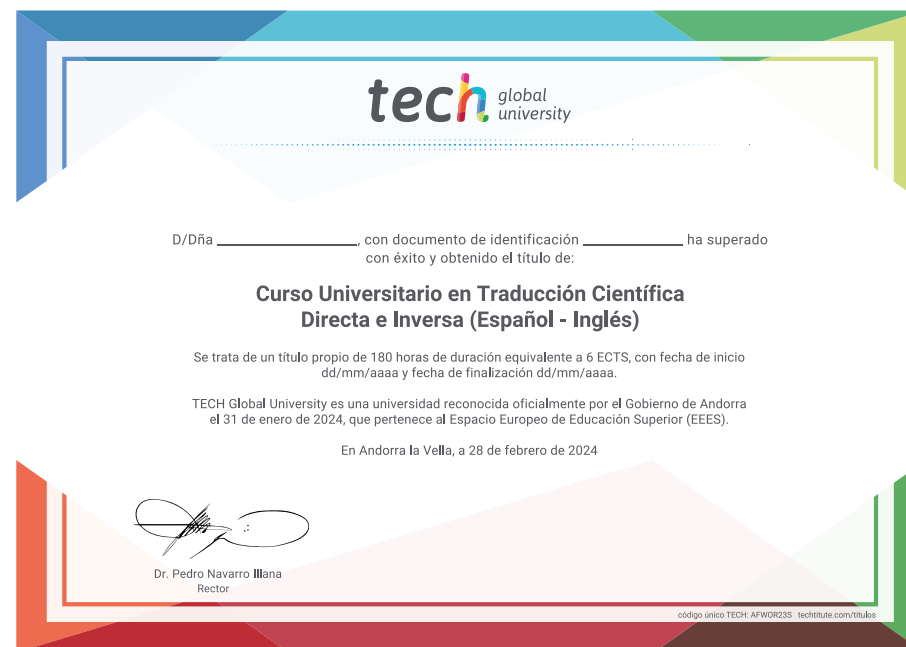 tech global university
D/Dña ________________, con documento de identificación ____________ ha superado
con éxito y obtenido el título de:
Curso Universitario en Traducción Científica
Directa e Inversa (Español - Inglés)
Se trata de un título propio de 180 horas de duración equivalente a 6 ECTS, con fecha de inicio
dd/mm/aaaa y fecha de finalización dd/mm/aaaa.
TECH Global University es una universidad reconocida oficialmente por el Gobierno de Andorra
el 31 de enero de 2024, que pertenece al Espacio Europeo de Educación Superior (EEES).
En Andorra la Vella, a 28 de febrero de 2024
Dr. Pedro Navarro Illana
Rector
código único TECH: AFWOR23S techtitute.com/titulos